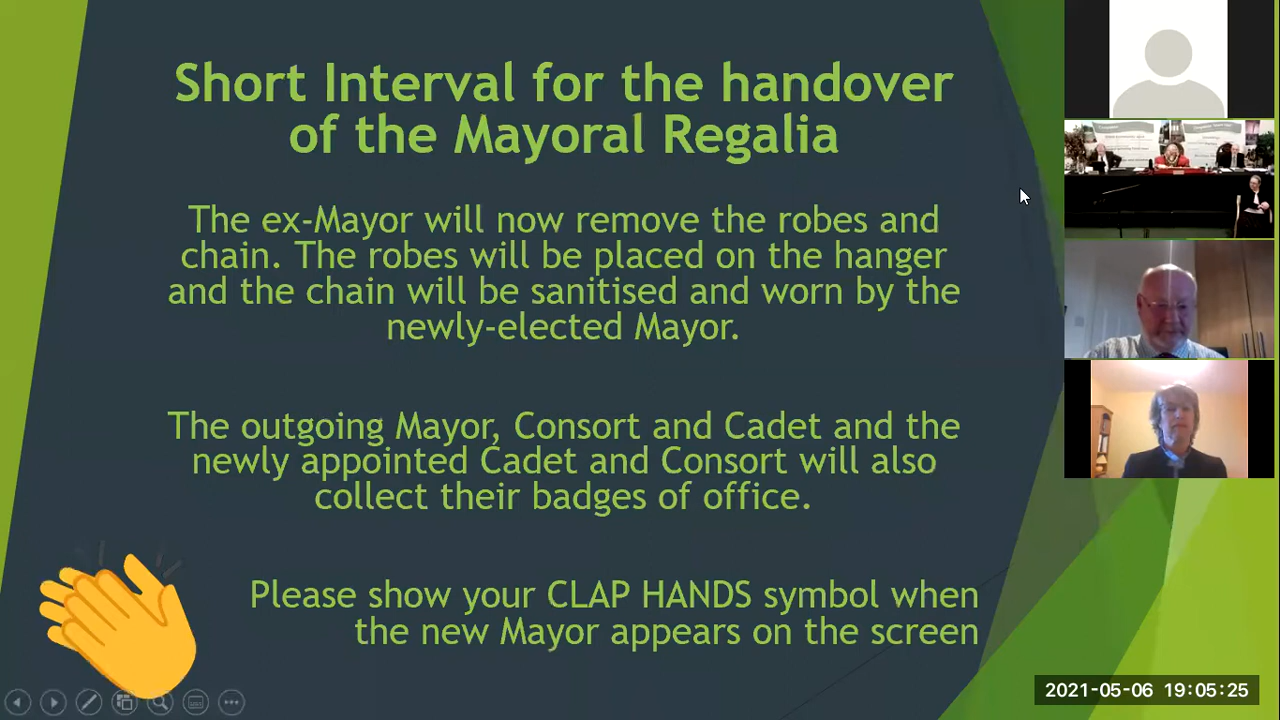 Short Interval for the handover
of the Mayoral Regalia
The ex-Mayor will now remove the robes and
chain. The robes will be placed on the hanger
and the chain will be sanitised and worn by the
newly-elected Mayor.
The outgoing Mayor, Consort and Cadet and the
newly appointed Cadet and Consort will also
collect their badges of office.
Please show your CLAP HANDS symbol when
the new Mayor appears on the screen
2021-05-06 19:05:25